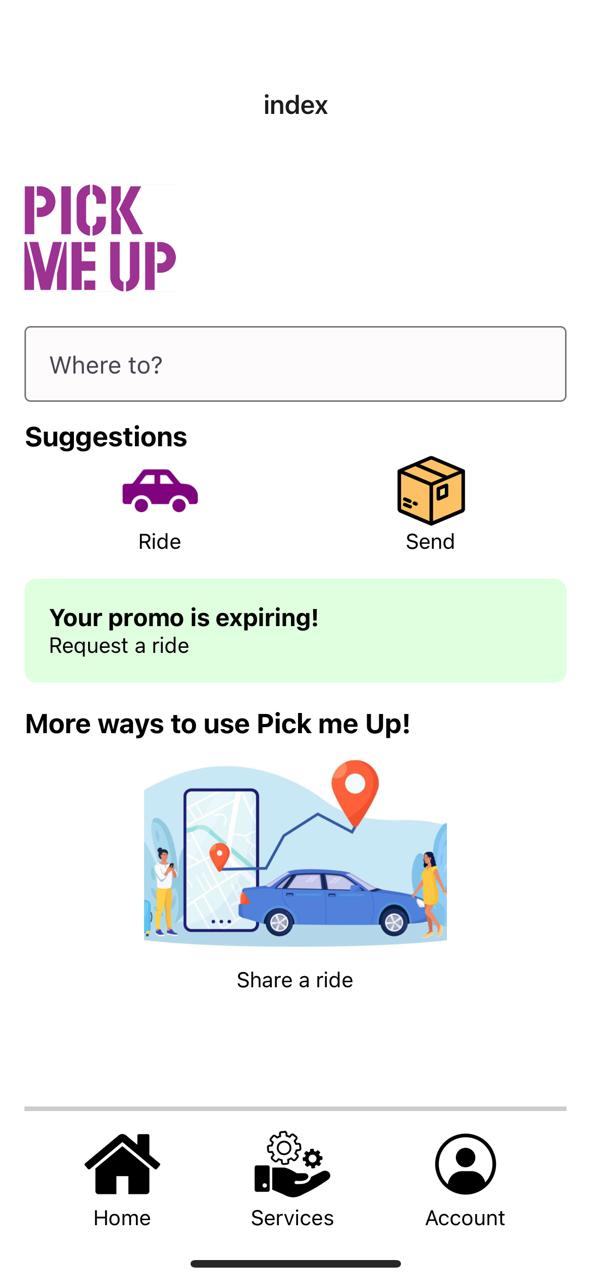 index
PICK
ME UP
Where to?
Suggestions
Ride
Send
Your promo is expiring!
Request a ride
More ways to use Pick me Up!
Share a ride
Home
Services
Account